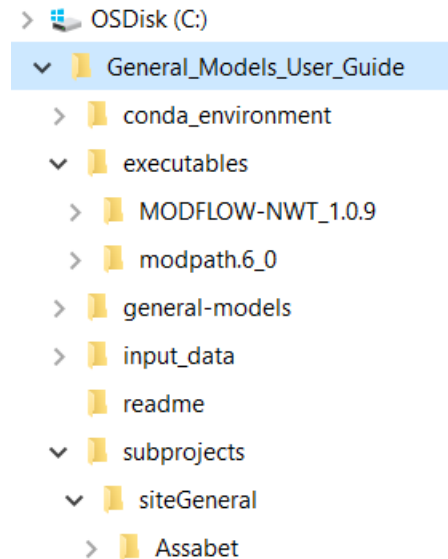 OSDisk (C:)
General_Models_User_Guide
conda_environment
executables
MODFLOW-NWT_1.0.9
modpath.6_0
general-models
input_data
readme
subprojects
siteGeneral
Assabet